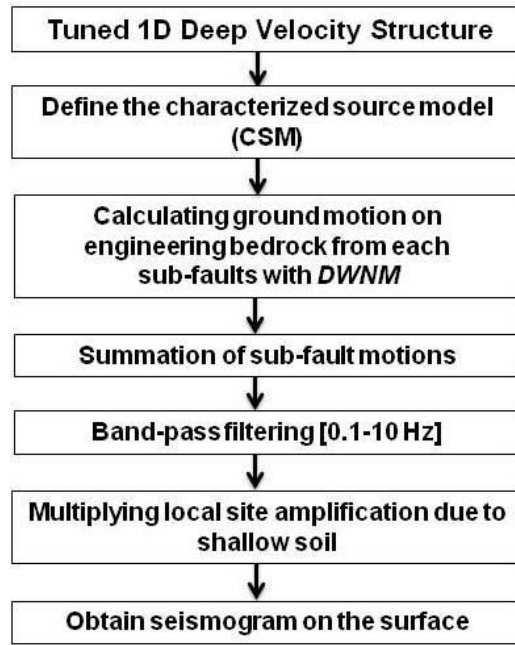 Tuned 1D Deep Velocity Structure
Define the characterized source model
(CSM)
Calculating ground motion on
engineering bedrock from each
sub-faults with DWNM
Summation of sub-fault motions
Band-pass filtering [0.1-10 Hz]
Multiplying local site amplification due to
shallow soil
Obtain seismogram on the surface